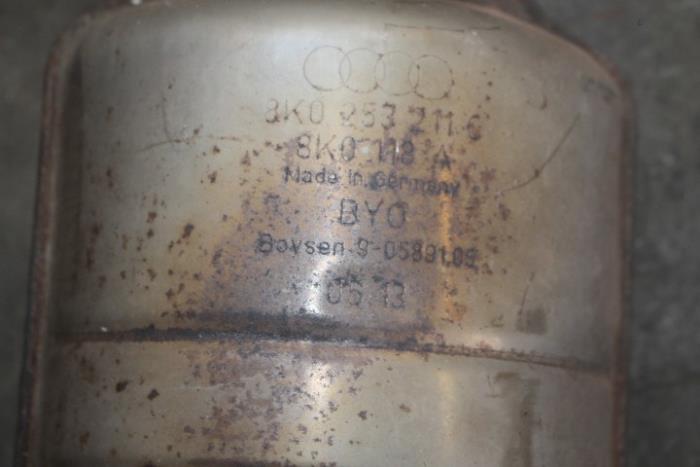 8K0 253 211 C
8K0 118 A
Made in Germany
BYO
Boysen 9-05891.09
05 13